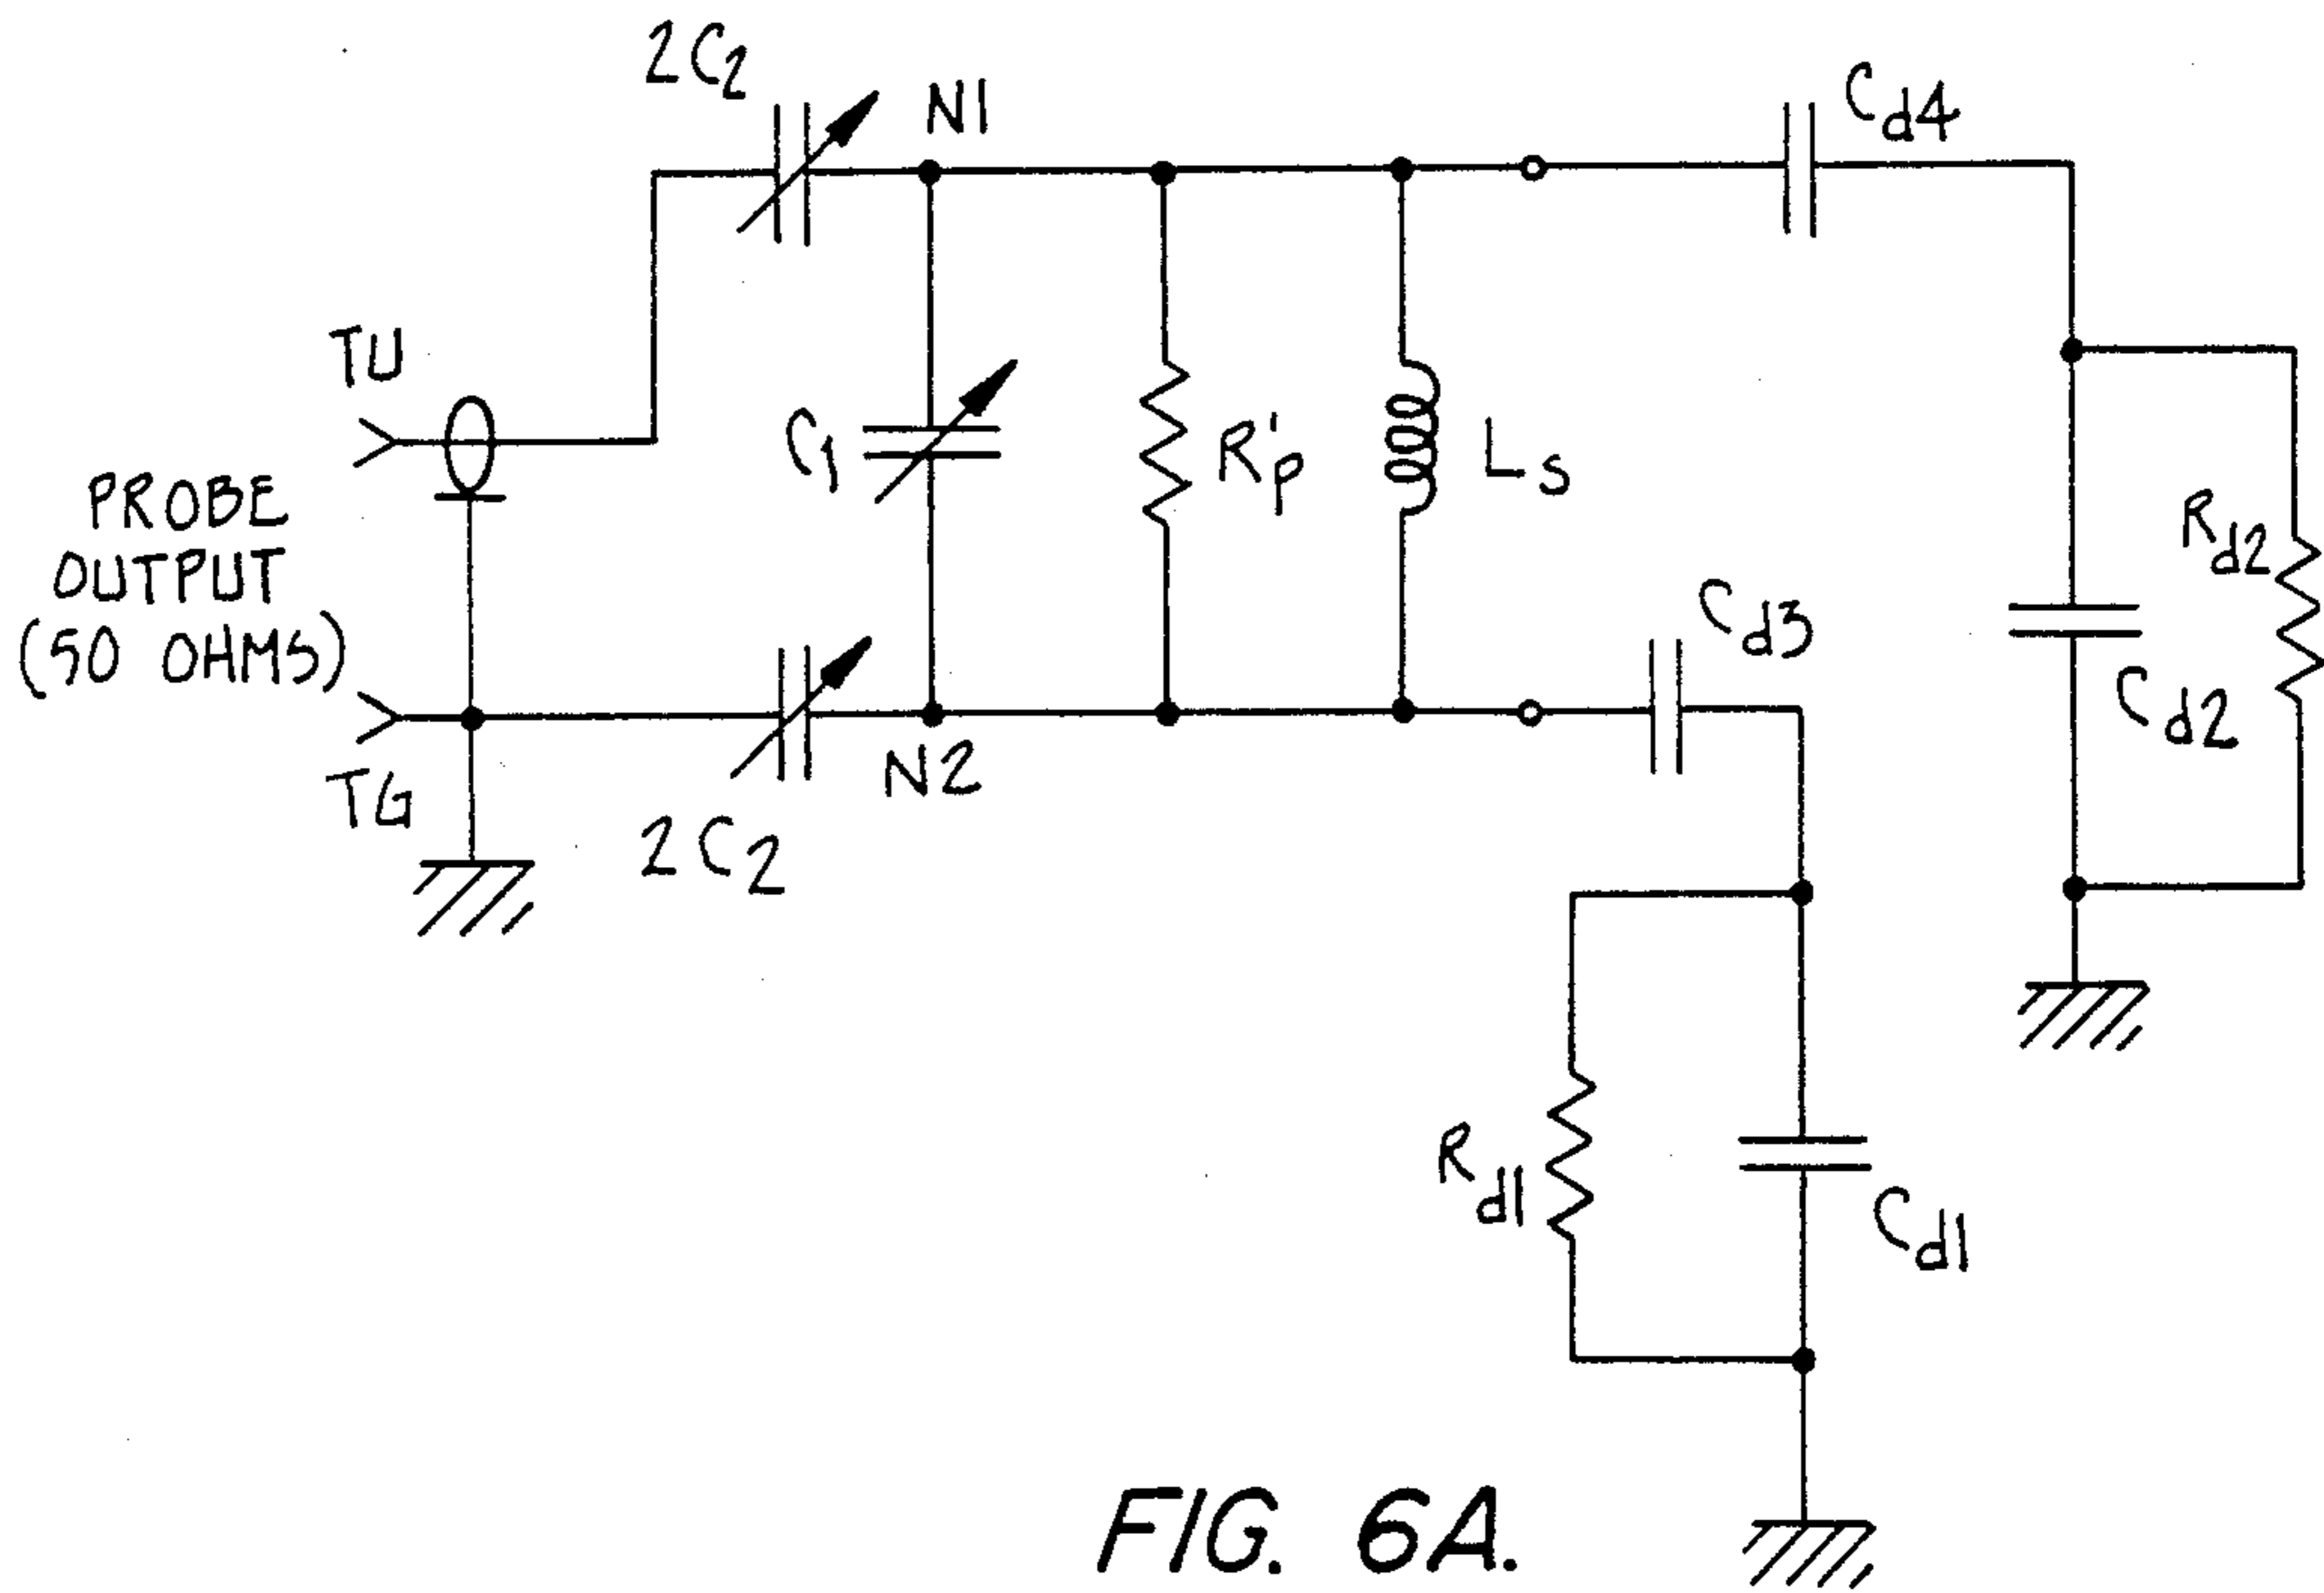 2C2
N1
Cd4
TU
C1
R'p
Ls
PROBE
OUTPUT
(50 OHMS)
Rd2
Cd3
Cd2
TG
N2
2C2
Rd1
Cd1
FIG. 6A.